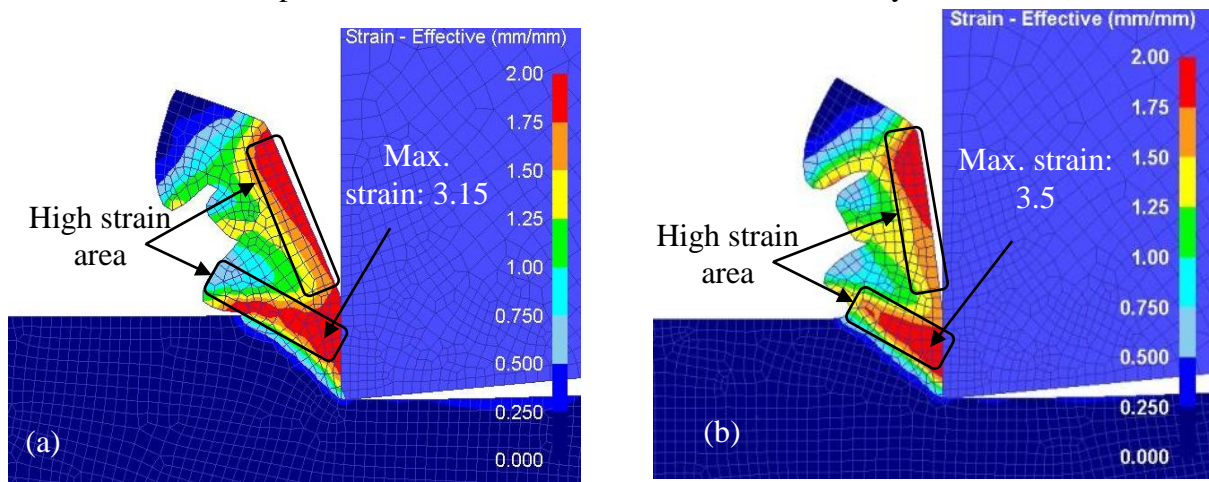 Strain - Effective (mm/mm)
2.00
1.75
1.50
1.25
1.00
0.750
0.500
0.250
0.000
Max.
strain: 3.15
High strain
area
(a)
Strain - Effective (mm/mm)
2.00
1.75
1.50
1.25
1.00
0.750
0.500
0.250
0.000
Max. strain:
3.5
High strain
area
(b)